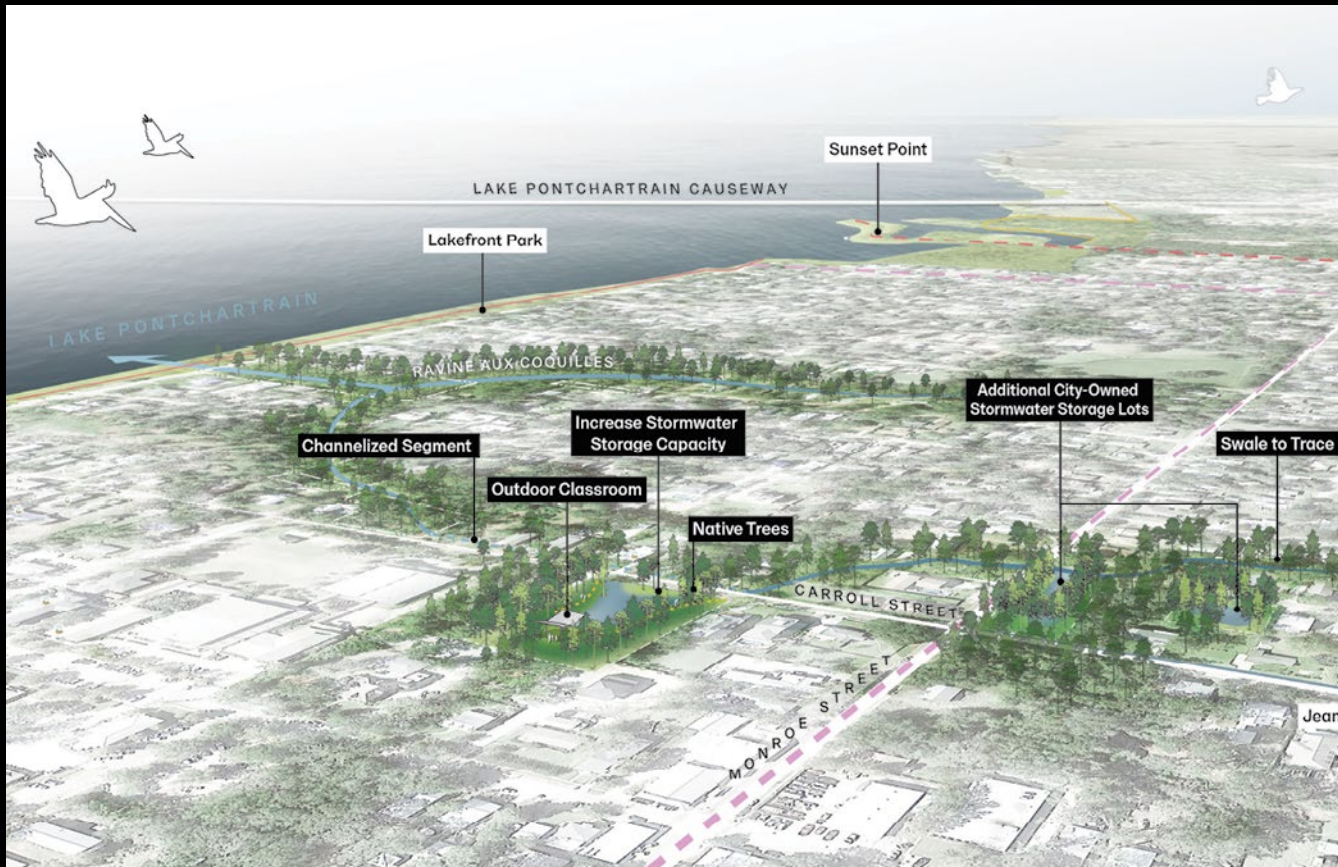 Sunset Point
LAKE PONTCHARTRAIN CAUSEWAY
Lakefront Park
LAKE PONTCHARTRAIN
RAVINE AUX COQUILLES
Additional City-Owned
Stormwater Storage Lots
Increase Stormwater
Storage Capacity
Channelized Segment
Swale to Trace
Outdoor Classroom
Native Trees
CARROLL STREET
MONROE STREET
Jean